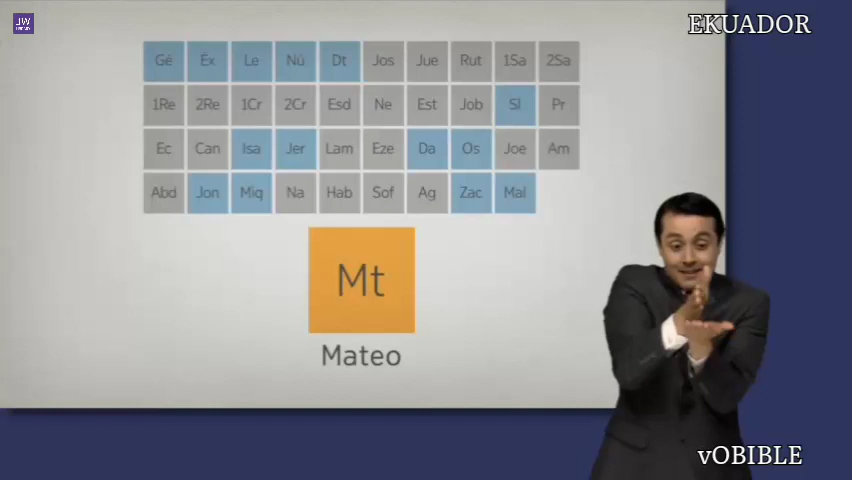 JW
EKUADOR
Gé Éx Le Nú Dt Jos Jue Rut 1Sa 2Sa
1Re 2Re 1Cr 2Cr Esd Ne Est Job Sl Pr
Ec Can Isa Jer Lam Eze Da Os Joe Am
Abd Jon Miq Na Hab Sof Ag Zac Mal
Mt
Mateo
vOBIBLE